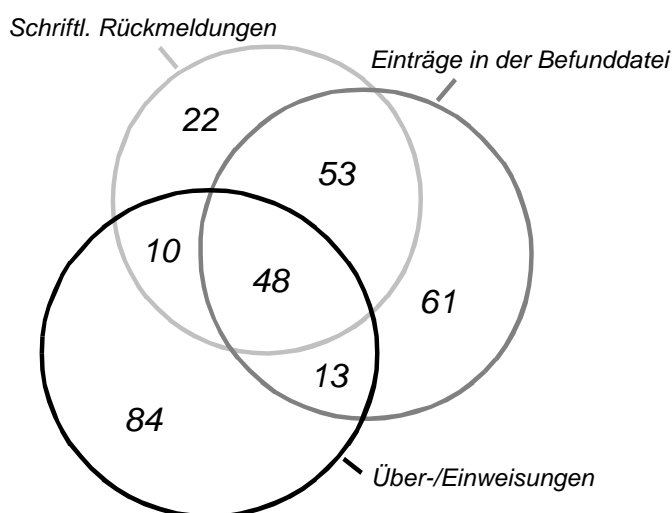 Schriftl. Rückmeldungen
Einträge in der Befunddatei
22
53
10
48
61
13
84
Über-/Einweisungen